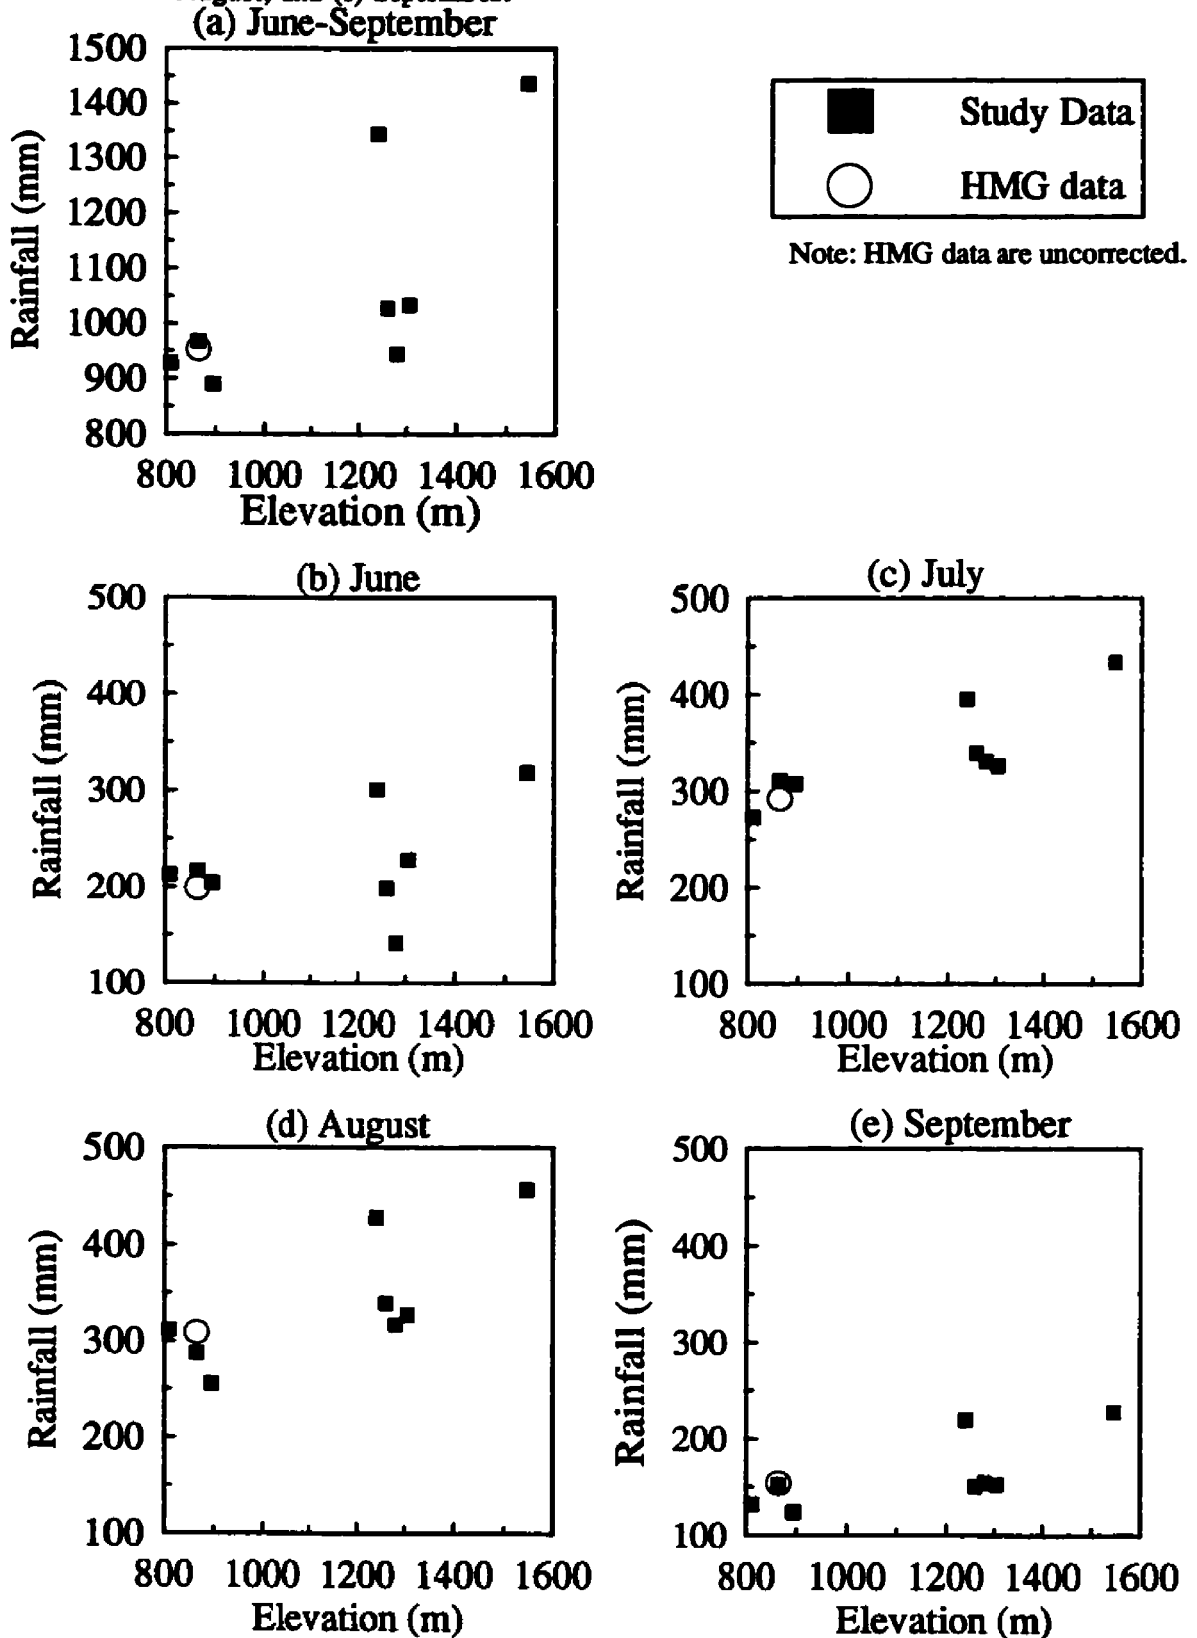 (a) June-September
1500
1400
1300
1200
1100
1000
900
800
Rainfall (mm)
800 1000 1200 1400 1600
Elevation (m)
Study Data
HMG data
Note: HMG data are uncorrected.
(b) June
500
400
300
200
100
Rainfall (mm)
800 1000 1200 1400 1600
Elevation (m)
(c) July
500
400
300
200
100
Rainfall (mm)
800 1000 1200 1400 1600
Elevation (m)
(d) August
500
400
300
200
100
Rainfall (mm)
800 1000 1200 1400 1600
Elevation (m)
(e) September
500
400
300
200
100
Rainfall (mm)
800 1000 1200 1400 1600
Elevation (m)